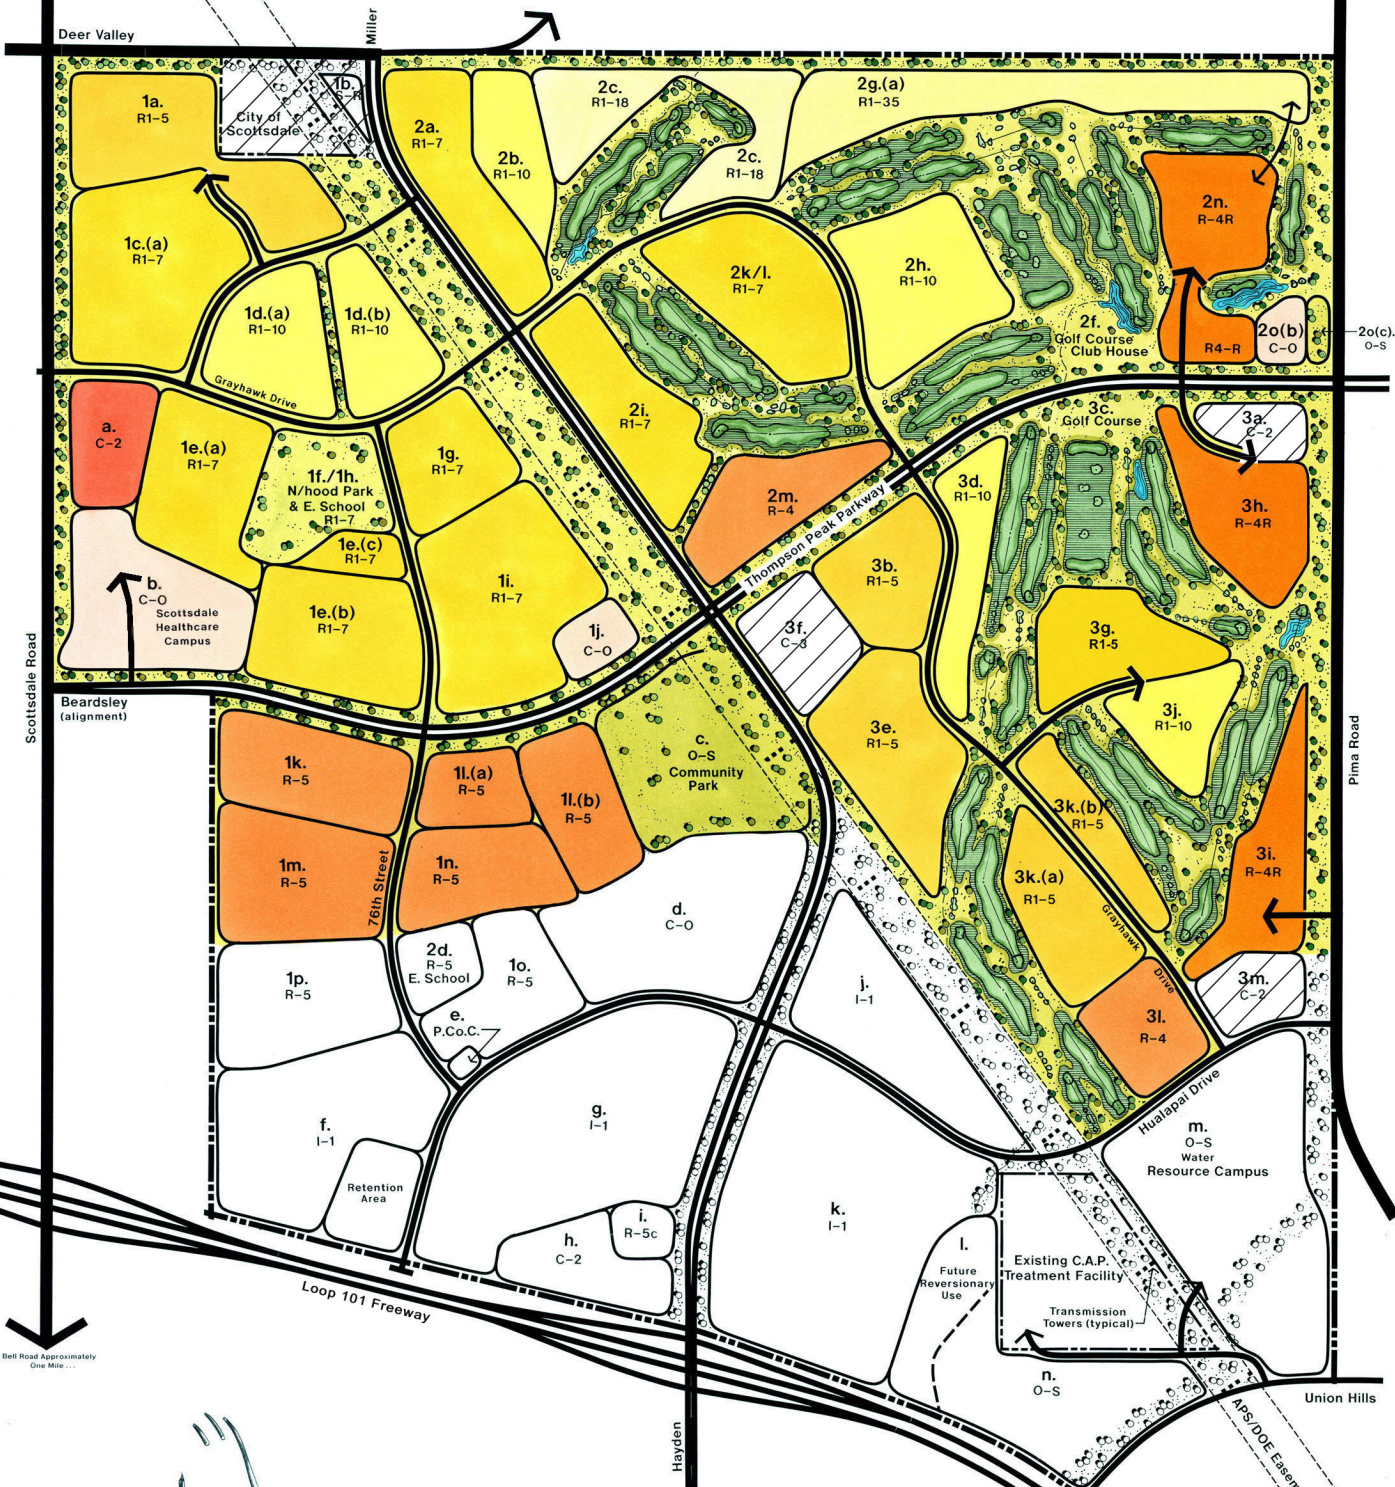 Deer Valley
Miller
1a.
R1-5
1b.
S-R
City of
Scottsdale
2a.
R1-7
2b.
R1-10
2c.
R1-18
2c.
R1-18
2g.(a)
R1-35
2n.
R-4R
1c.(a)
R1-7
1d.(a)
R1-10
1d.(b)
R1-10
2k/l.
R1-7
2h.
R1-10
2f.
Golf Course
Club House
R4-R
2o(b)
C-O
2o(c).
O-S
Grayhawk Drive
a.
C-2
1e.(a)
R1-7
1f./1h.
N/hood Park
& E. School
R1-7
1g.
R1-7
2i.
R1-7
3c.
Golf Course
3a.
C-2
2m.
R-4
3d.
R1-10
3h.
R-4R
Thompson Peak Parkway
1e.(c)
R1-7
b.
C-O
Scottsdale
Healthcare
Campus
1e.(b)
R1-7
1i.
R1-7
1j.
C-O
3b.
R1-5
3f.
C-3
3g.
R1-5
Scottsdale Road
Beardsley
(alignment)
3j.
R1-10
Pima Road
3e.
R1-5
c.
O-S
Community
Park
1k.
R-5
1l.(a)
R-5
1l.(b)
R-5
3k.(b)
R1-5
1m.
R-5
76th Street
1n.
R-5
3k.(a)
R1-5
3i.
R-4R
Grayhawk
Drive
d.
C-O
2d.
R-5
E. School
1o.
R-5
1p.
R-5
j.
I-1
3m.
C-2
e.
P.Co.C.
3l.
R-4
Hualapai Drive
f.
I-1
g.
I-1
m.
O-S
Water
Resource Campus
Retention
Area
k.
I-1
i.
R-5c
h.
C-2
l.
Future
Reversionary
Use
Existing C.A.P.
Treatment Facility
Transmission
Towers (typical)
Loop 101 Freeway
Bell Road Approximately
One Mile ...
n.
O-S
Union Hills
Hayden
APS/DOE